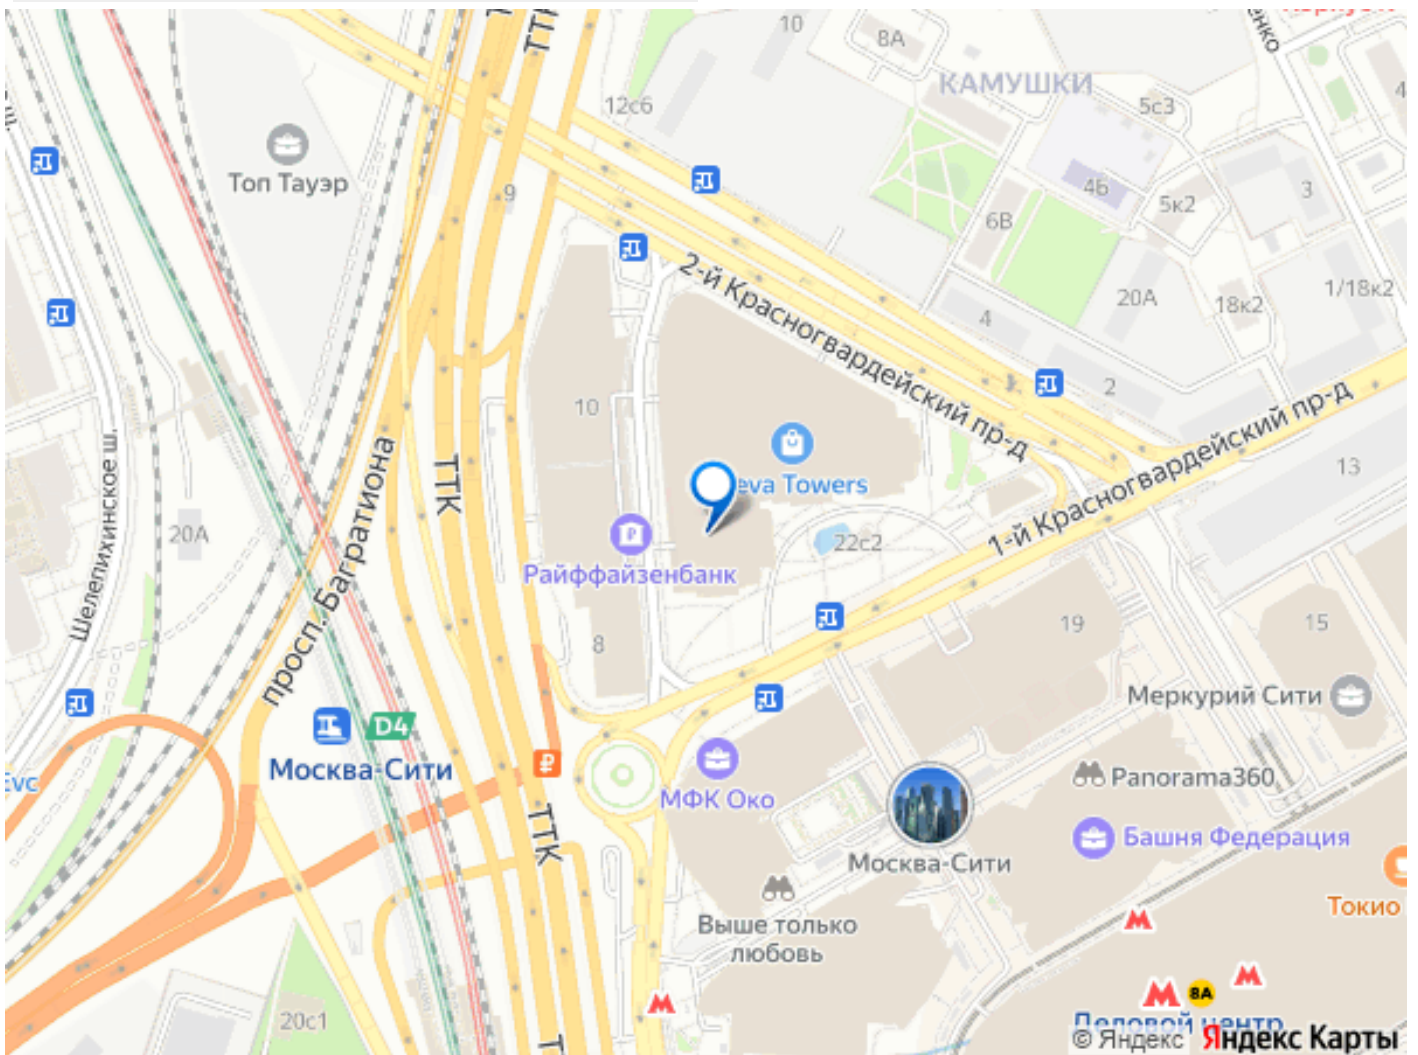 10
8А
КАМУШКИ
12с6
5с3
Топ Тауэр
9
4Б
5к2
3
6В
2-й Красногвардейский пр-д
20А
18к2
1/18к2
4
2
10
ТТК
просп. Багратиона
Шелепихинское ш.
eva Towers
13
1-й Красногвардейский пр-д
20А
22с2
Райффайзенбанк
8
19
15
Меркурий Сити
D4
Москва-Сити
МФК Око
Panorama360
Башня Федерация
ТТК
Москва-Сити
Токио
Выше только
любовь
8А
20с1
Деловой центр
© Яндекс Яндекс Карты